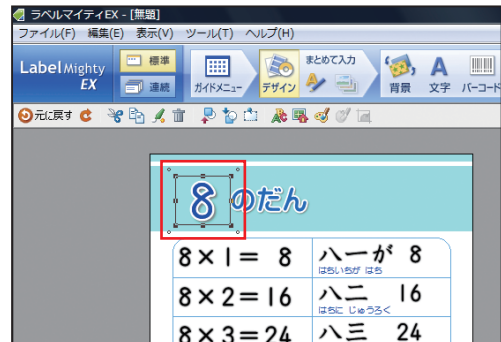 ラベルマイティEX - [無題]
ファイル(F) 編集(E) 表示(V) ツール(T) ヘルプ(H)
LabelMighty EX
標準
連続
ガイドメニュー
デザイン
まとめて入力
背景
文字
バーコード
元に戻す
8のだん
8×1= 8 八一が 8
はちいちが はち
8×2=16 八二 16
はちに じゅうろく
8×3=24 八三 24